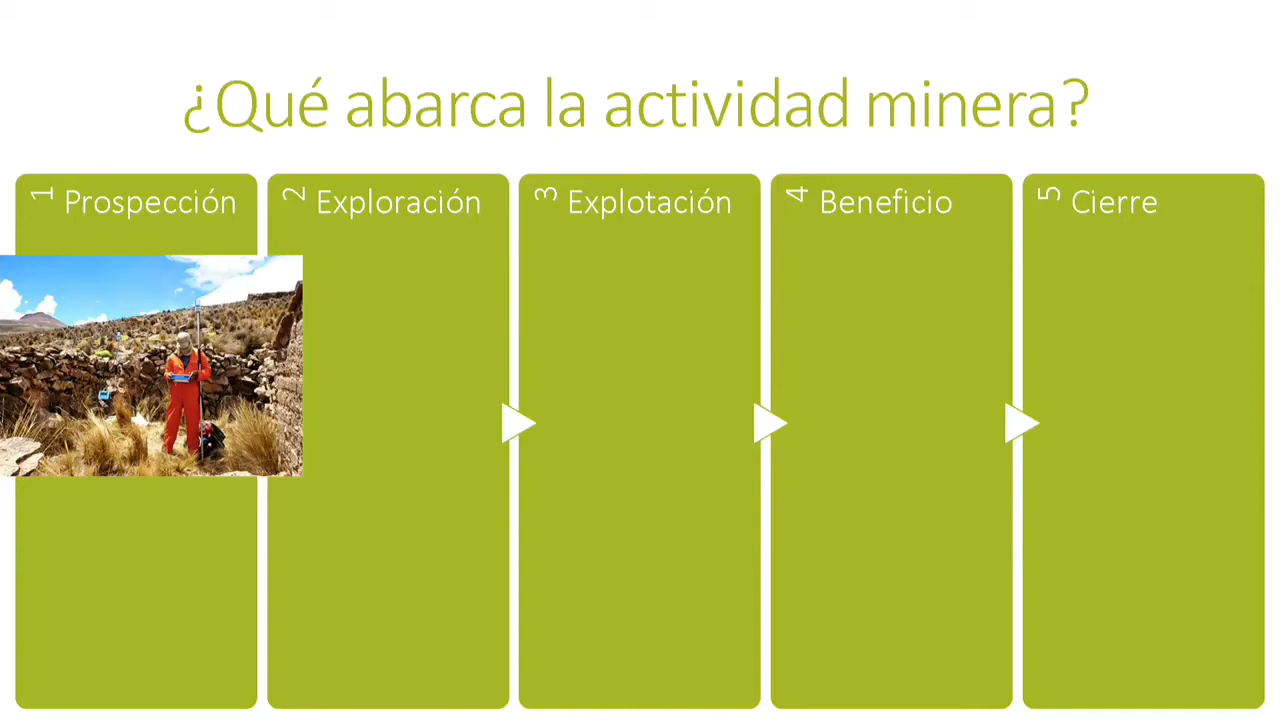 ¿Qué abarca la actividad minera?
1 Prospección
2 Exploración
3 Explotación
4 Beneficio
5 Cierre